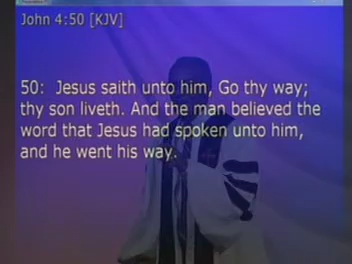 John 4:50 [KJV]
50: Jesus saith unto him, Go thy way;
thy son liveth. And the man believed the
word that Jesus had spoken unto him,
and he went his way.